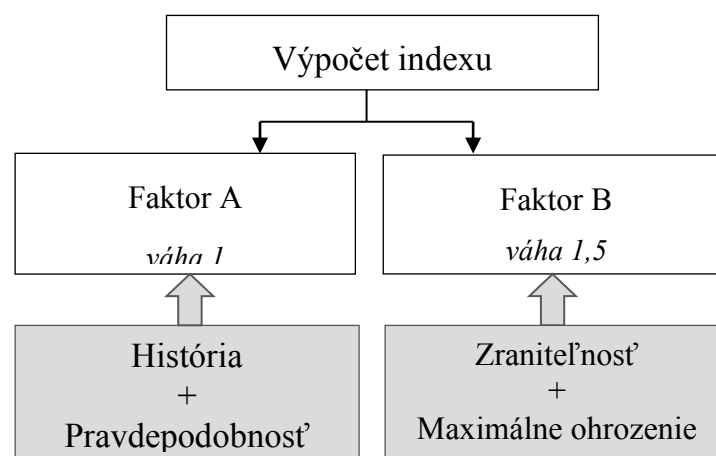 Výpočet indexu
Faktor A
váha 1
Faktor B
váha 1,5
História
+
Pravdepodobnosť
Zraniteľnosť
+
Maximálne ohrozenie